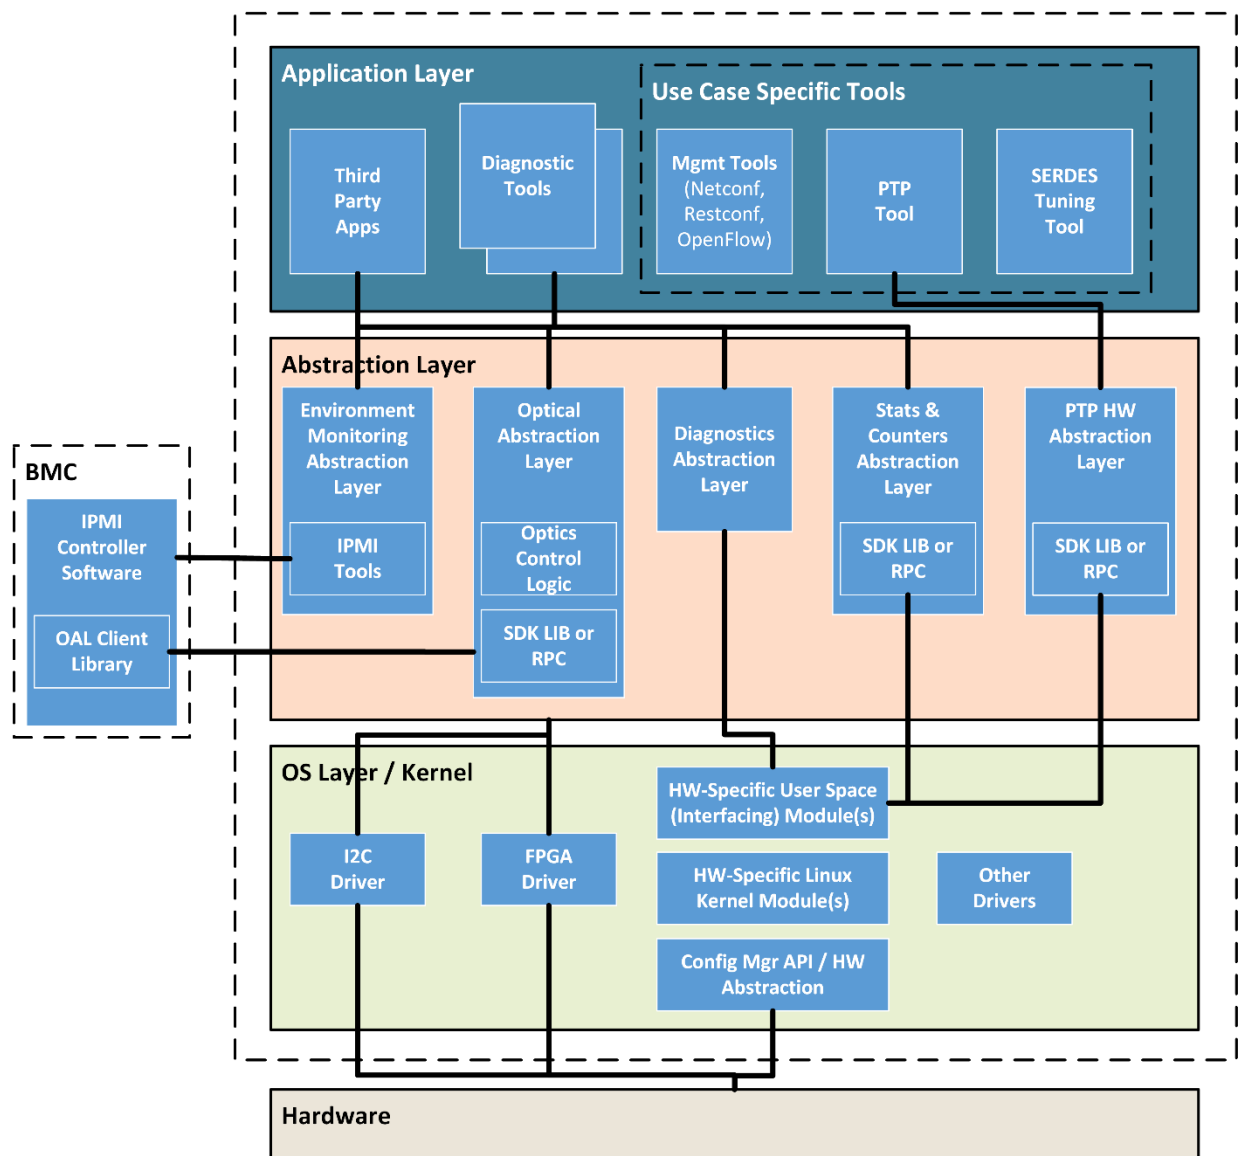 Application Layer
Use Case Specific Tools
Third
Party
Apps
Diagnostic
Tools
Mgmt Tools
(Netconf,
Restconf,
OpenFlow)
PTP
Tool
SERDES
Tuning
Tool
Abstraction Layer
Environment
Monitoring
Abstraction
Layer
IPMI
Tools
Optical
Abstraction
Layer
Optics
Control
Logic
SDK LIB or
RPC
Diagnostics
Abstraction
Layer
Stats &
Counters
Abstraction
Layer
SDK LIB or
RPC
PTP HW
Abstraction
Layer
SDK LIB or
RPC
BMC
IPMI
Controller
Software
OAL Client
Library
OS Layer / Kernel
I2C
Driver
FPGA
Driver
HW-Specific User Space
(Interfacing) Module(s)
HW-Specific Linux
Kernel Module(s)
Config Mgr API / HW
Abstraction
Other
Drivers
Hardware